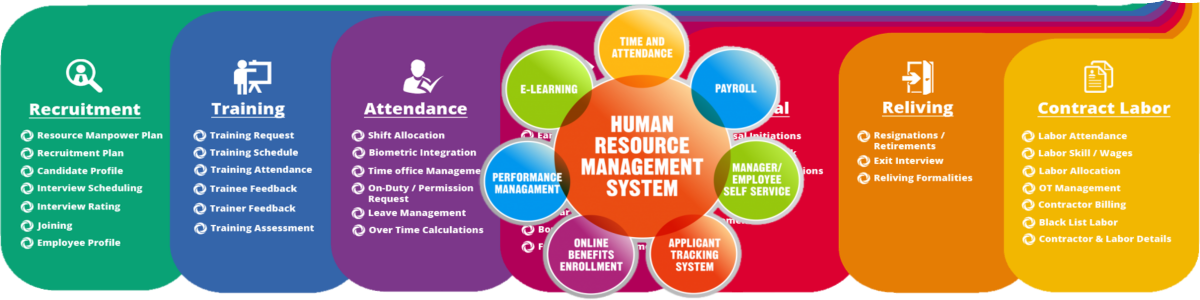 Recruitment
Resource Manpower Plan
Recruitment Plan
Candidate Profile
Interview Scheduling
Interview Rating
Joining
Employee Profile
Training
Training Request
Training Schedule
Training Attendance
Trainee Feedback
Trainer Feedback
Training Assessment
Attendance
Shift Allocation
Biometric Integration
Time office Manageme
On-Duty / Permission
Request
Leave Management
Over Time Calculations
TIME AND
ATTENDANCE
E-LEARNING
PAYROLL
HUMAN
RESOURCE
MANAGEMENT
SYSTEM
PERFORMANCE
MANAGAMENT
MANAGER/
EMPLOYEE
SELF SERVICE
ONLINE
BENEFITS
ENROLLMENT
APPLICANT
TRACKING
SYSTEM
al
sal Initiations
Reliving
Resignations /
Retirements
Exit Interview
Reliving Formalities
Contract Labor
Labor Attendance
Labor Skill / Wages
Labor Allocation
OT Management
Contractor Billing
Black List Labor
Contractor & Labor Details